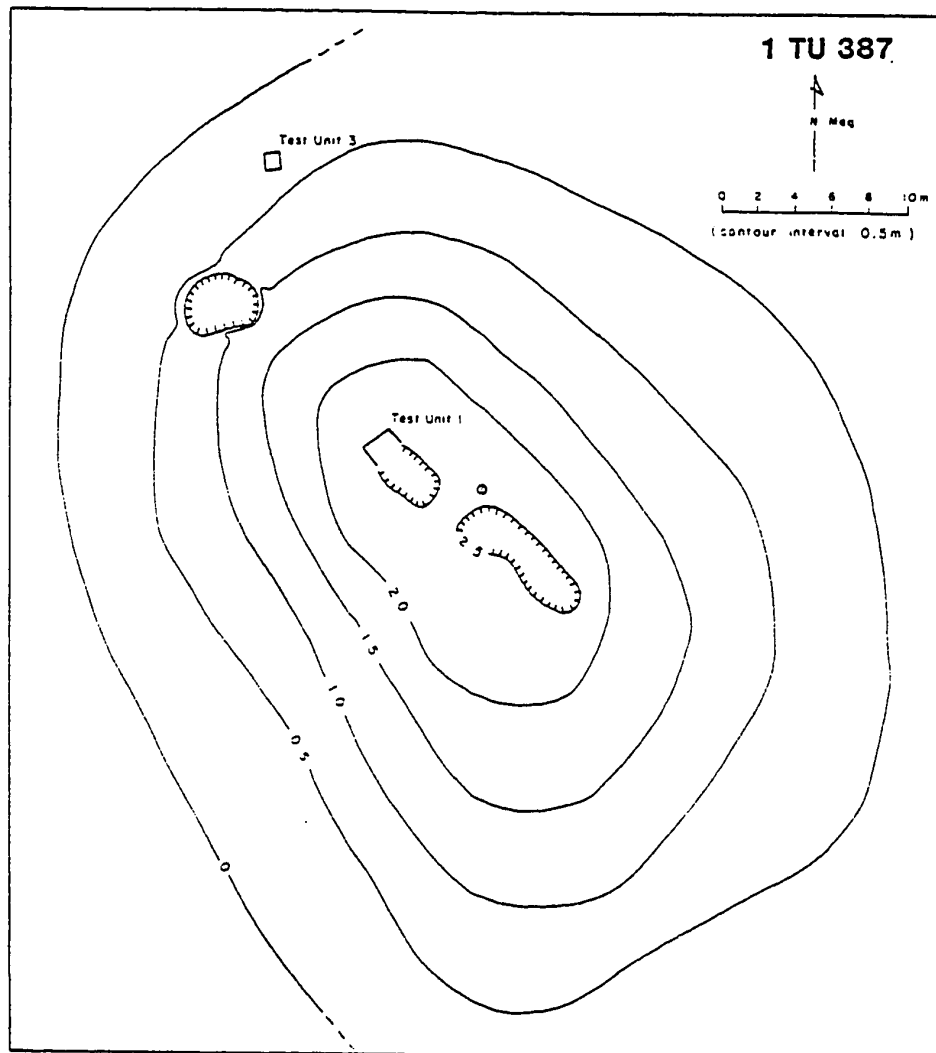 1 TU 387
N Mag
Test Unit 3
0 2 4 6 8 10m
(contour interval 0.5m)
Test Unit 1
2.5
2.0
1.5
1.0
0.5
0